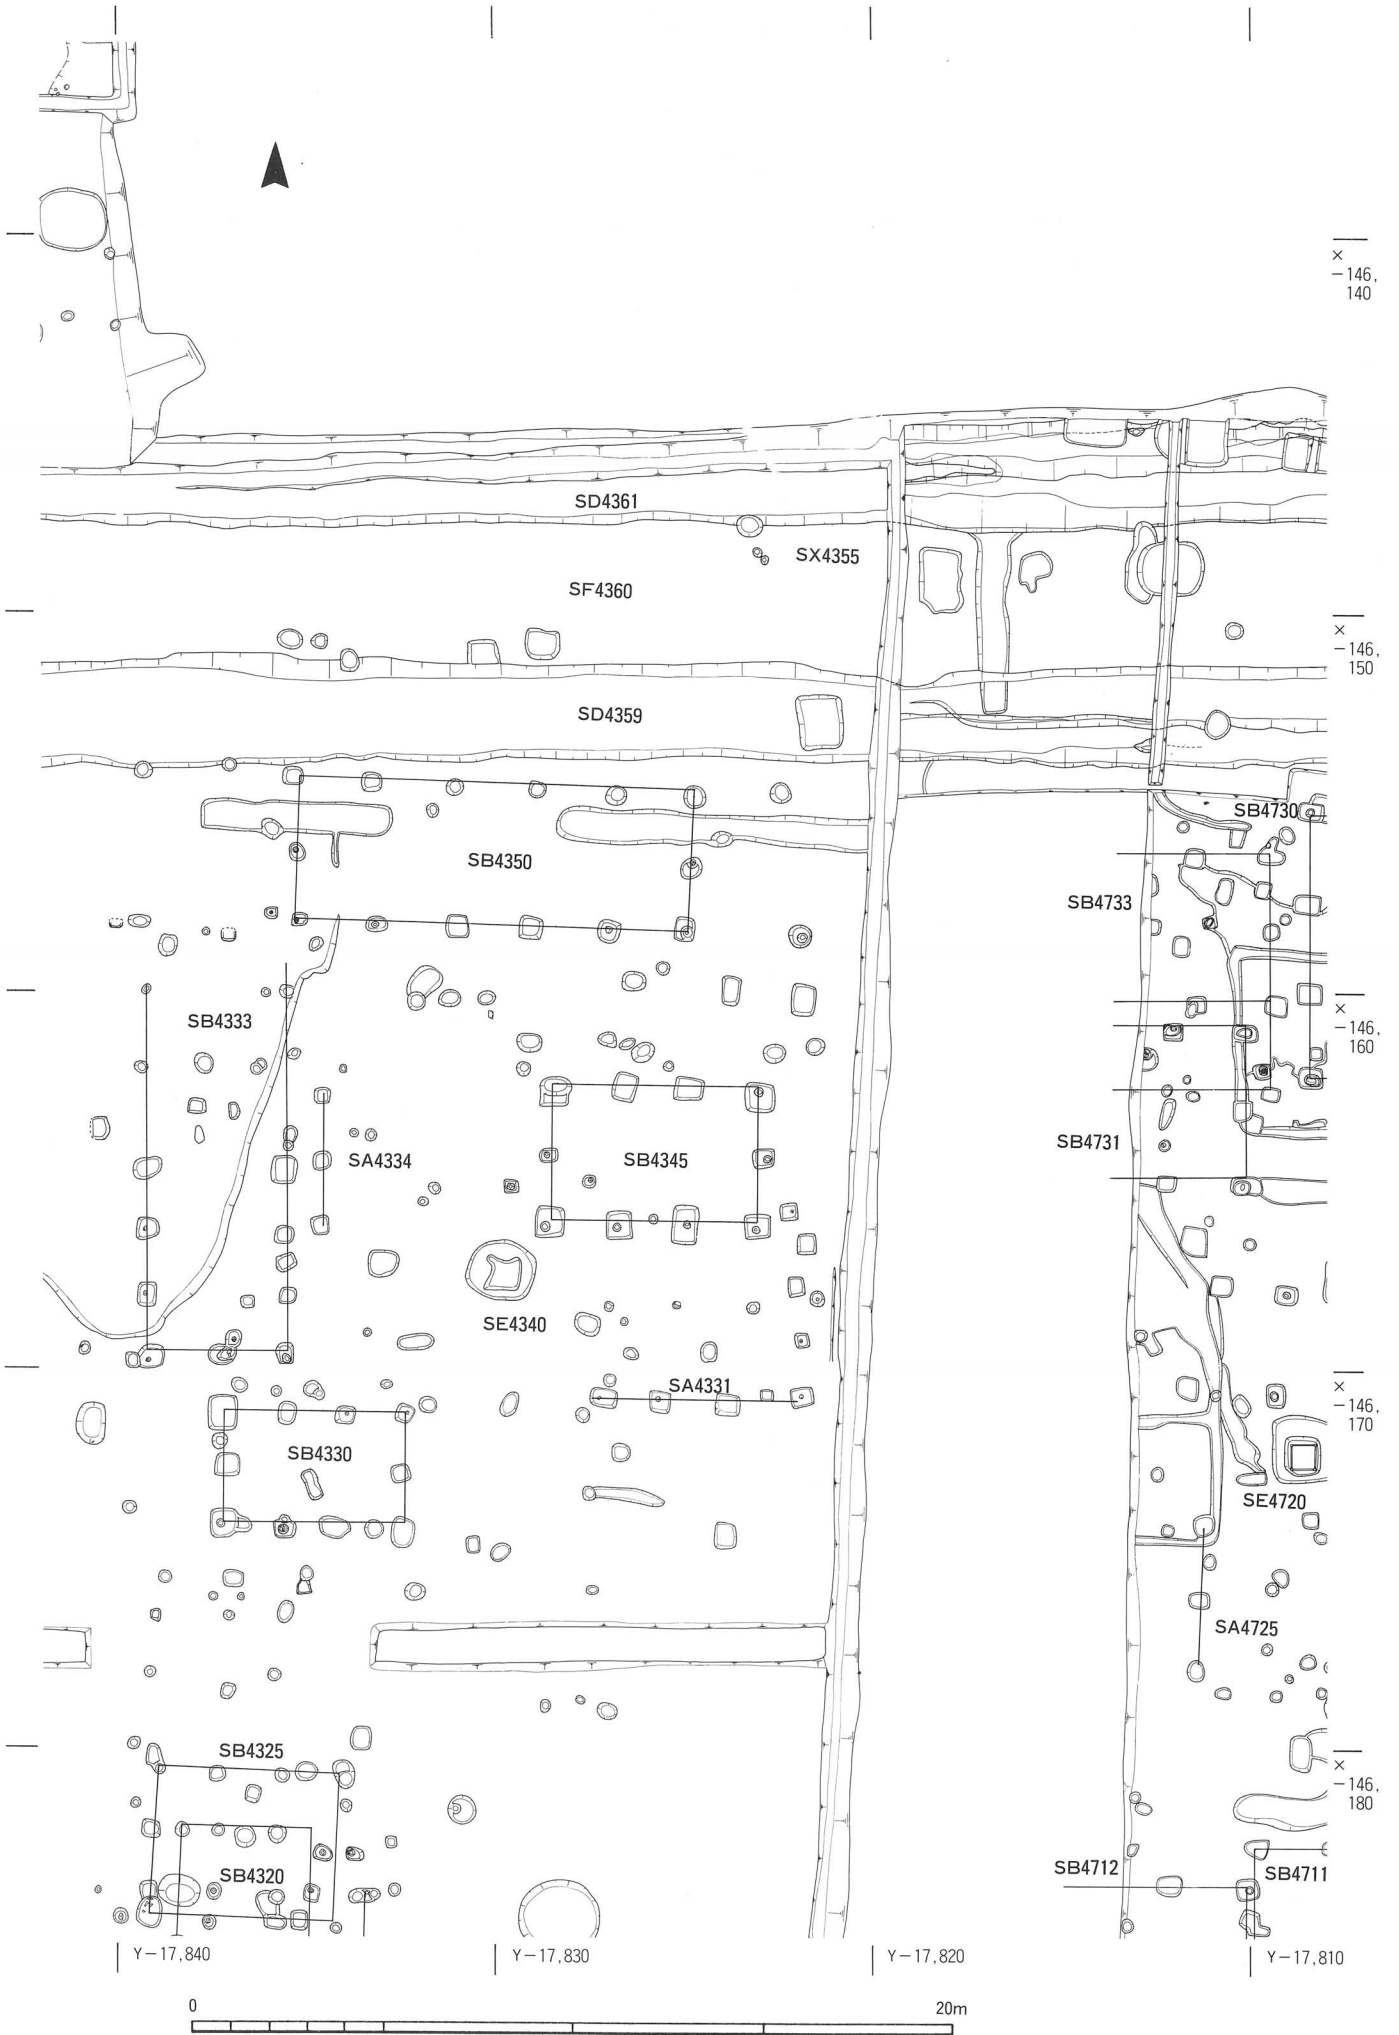 ×
−146,
140
SD4361
SX4355
SF4360
×
−146,
150
SD4359
SB4730
SB4350
SB4733
SB4333
×
−146,
160
SB4731
SA4334
SB4345
SE4340
SA4331
×
−146,
170
SB4330
SE4720
SA4725
SB4325
×
−146,
180
SB4320
SB4712
SB4711
Y−17,840
Y−17,830
Y−17,820
Y−17,810
0
20m